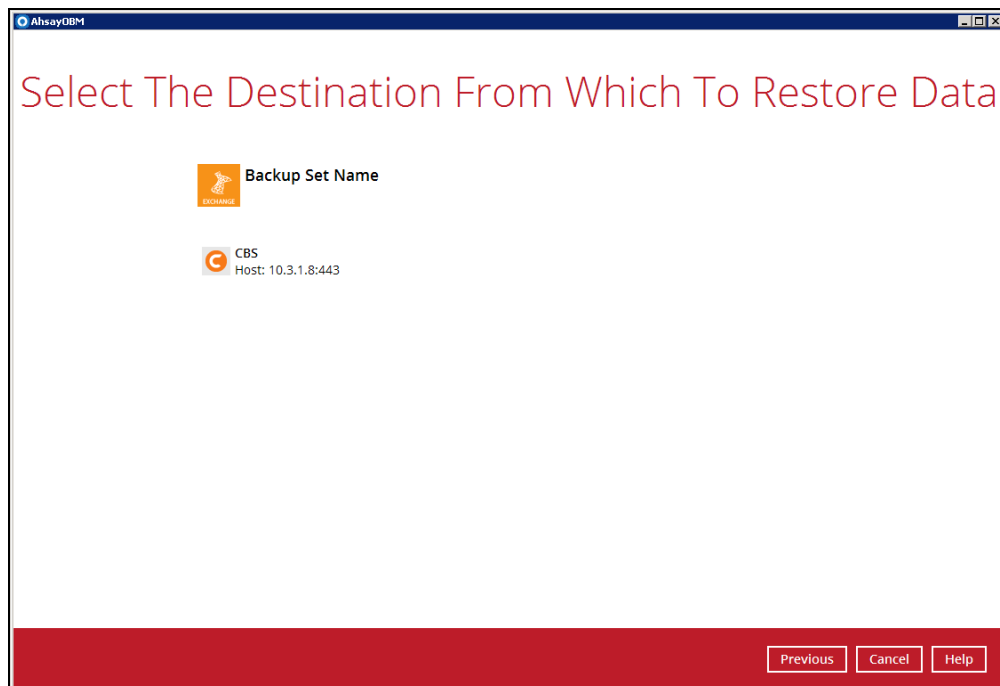 AhsayOBM
Select The Destination From Which To Restore Data
Backup Set Name
EXCHANGE
CBS
Host: 10.3.1.8:443
Previous Cancel Help